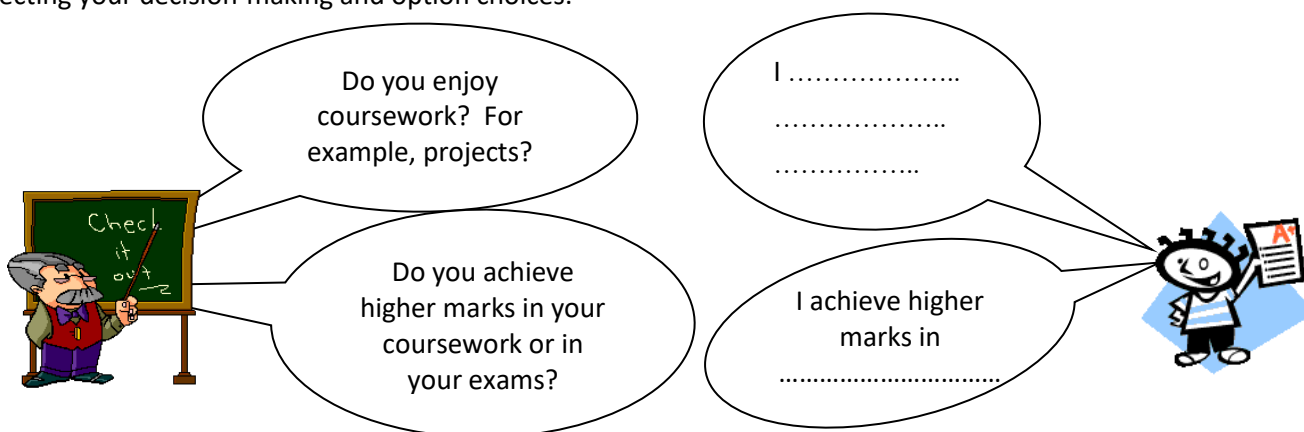 ecting your decision-making and option choices.
Do you enjoy
coursework? For
example, projects?
I ………………..
………………..
……………..
Check
it
out
A+
Do you achieve
higher marks in your
coursework or in
your exams?
I achieve higher
marks in
……………………………